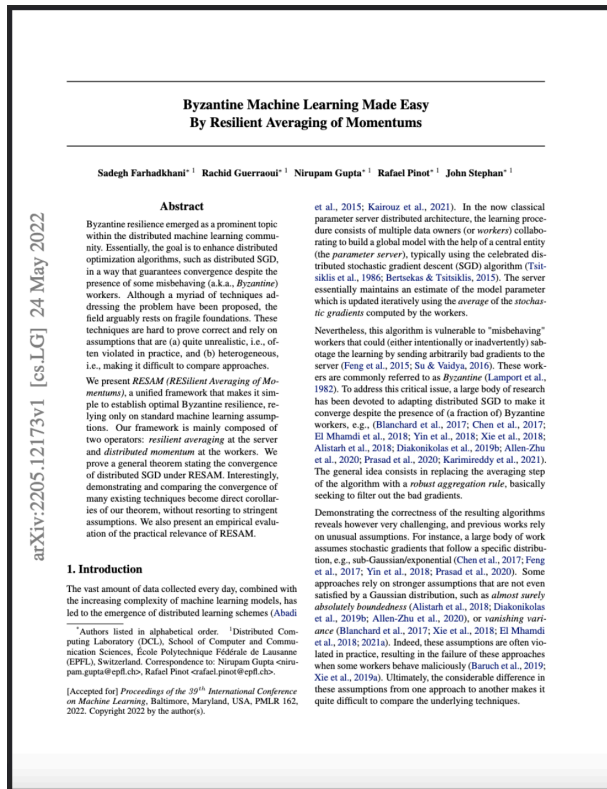 Byzantine Machine Learning Made Easy
By Resilient Averaging of Momentums
Sadegh Farhadkhani* 1 Rachid Guerraoui* 1 Nirupam Gupta* 1 Rafael Pinot* 1 John Stephan* 1
arXiv:2205.12173v1 [cs.LG] 24 May 2022
Abstract
Byzantine resilience emerged as a prominent topic
within the distributed machine learning commu-
nity. Essentially, the goal is to enhance distributed
optimization algorithms, such as distributed SGD,
in a way that guarantees convergence despite the
presence of some misbehaving (a.k.a., Byzantine)
workers. Although a myriad of techniques ad-
dressing the problem have been proposed, the
field arguably rests on fragile foundations. These
techniques are hard to prove correct and rely on
assumptions that are (a) quite unrealistic, i.e., of-
ten violated in practice, and (b) heterogeneous,
i.e., making it difficult to compare approaches.
We present RESAM (RESilient Averaging of Mo-
mentums), a unified framework that makes it sim-
ple to establish optimal Byzantine resilience, re-
lying only on standard machine learning assump-
tions. Our framework is mainly composed of
two operators: resilient averaging at the server
and distributed momentum at the workers. We
prove a general theorem stating the convergence
of distributed SGD under RESAM. Interestingly,
demonstrating and comparing the convergence of
many existing techniques become direct corollar-
ies of our theorem, without resorting to stringent
assumptions. We also present an empirical evalu-
ation of the practical relevance of RESAM.
1. Introduction
The vast amount of data collected every day, combined with
the increasing complexity of machine learning models, has
led to the emergence of distributed learning schemes (Abadi
*Authors listed in alphabetical order. 1Distributed Com-
puting Laboratory (DCL), School of Computer and Commu-
nication Sciences, École Polytechnique Fédérale de Lausanne
(EPFL), Switzerland. Correspondence to: Nirupam Gupta <niru-
pam.gupta@epfl.ch>, Rafael Pinot <rafael.pinot@epfl.ch>.
[Accepted for] Proceedings of the 39th International Conference
on Machine Learning, Baltimore, Maryland, USA, PMLR 162,
2022. Copyright 2022 by the author(s).
et al., 2015; Kairouz et al., 2021). In the now classical
parameter server distributed architecture, the learning proce-
dure consists of multiple data owners (or workers) collabo-
rating to build a global model with the help of a central entity
(the parameter server), typically using the celebrated dis-
tributed stochastic gradient descent (SGD) algorithm (Tsit-
siklis et al., 1986; Bertsekas & Tsitsiklis, 2015). The server
essentially maintains an estimate of the model parameter
which is updated iteratively using the average of the stochas-
tic gradients computed by the workers.
Nevertheless, this algorithm is vulnerable to "misbehaving"
workers that could (either intentionally or inadvertently) sab-
otage the learning by sending arbitrarily bad gradients to the
server (Feng et al., 2015; Su & Vaidya, 2016). These work-
ers are commonly referred to as Byzantine (Lamport et al.,
1982). To address this critical issue, a large body of research
has been devoted to adapting distributed SGD to make it
converge despite the presence of (a fraction of) Byzantine
workers, e.g., (Blanchard et al., 2017; Chen et al., 2017;
El Mhamdi et al., 2018; Yin et al., 2018; Xie et al., 2018;
Alistarh et al., 2018; Diakonikolas et al., 2019b; Allen-Zhu
et al., 2020; Prasad et al., 2020; Karimireddy et al., 2021).
The general idea consists in replacing the averaging step
of the algorithm with a robust aggregation rule, basically
seeking to filter out the bad gradients.
Demonstrating the correctness of the resulting algorithms
reveals however very challenging, and previous works rely
on unusual assumptions. For instance, a large body of work
assumes stochastic gradients that follow a specific distribu-
tion, e.g., sub-Gaussian/exponential (Chen et al., 2017; Feng
et al., 2017; Yin et al., 2018; Prasad et al., 2020). Some
approaches rely on stronger assumptions that are not even
satisfied by a Gaussian distribution, such as almost surely
absolutely boundedness (Alistarh et al., 2018; Diakonikolas
et al., 2019b; Allen-Zhu et al., 2020), or vanishing vari-
ance (Blanchard et al., 2017; Xie et al., 2018; El Mhamdi
et al., 2018; 2021a). Indeed, these assumptions are often vio-
lated in practice, resulting in the failure of these approaches
when some workers behave maliciously (Baruch et al., 2019;
Xie et al., 2019a). Ultimately, the considerable difference in
these assumptions from one approach to another makes it
quite difficult to compare the underlying techniques.